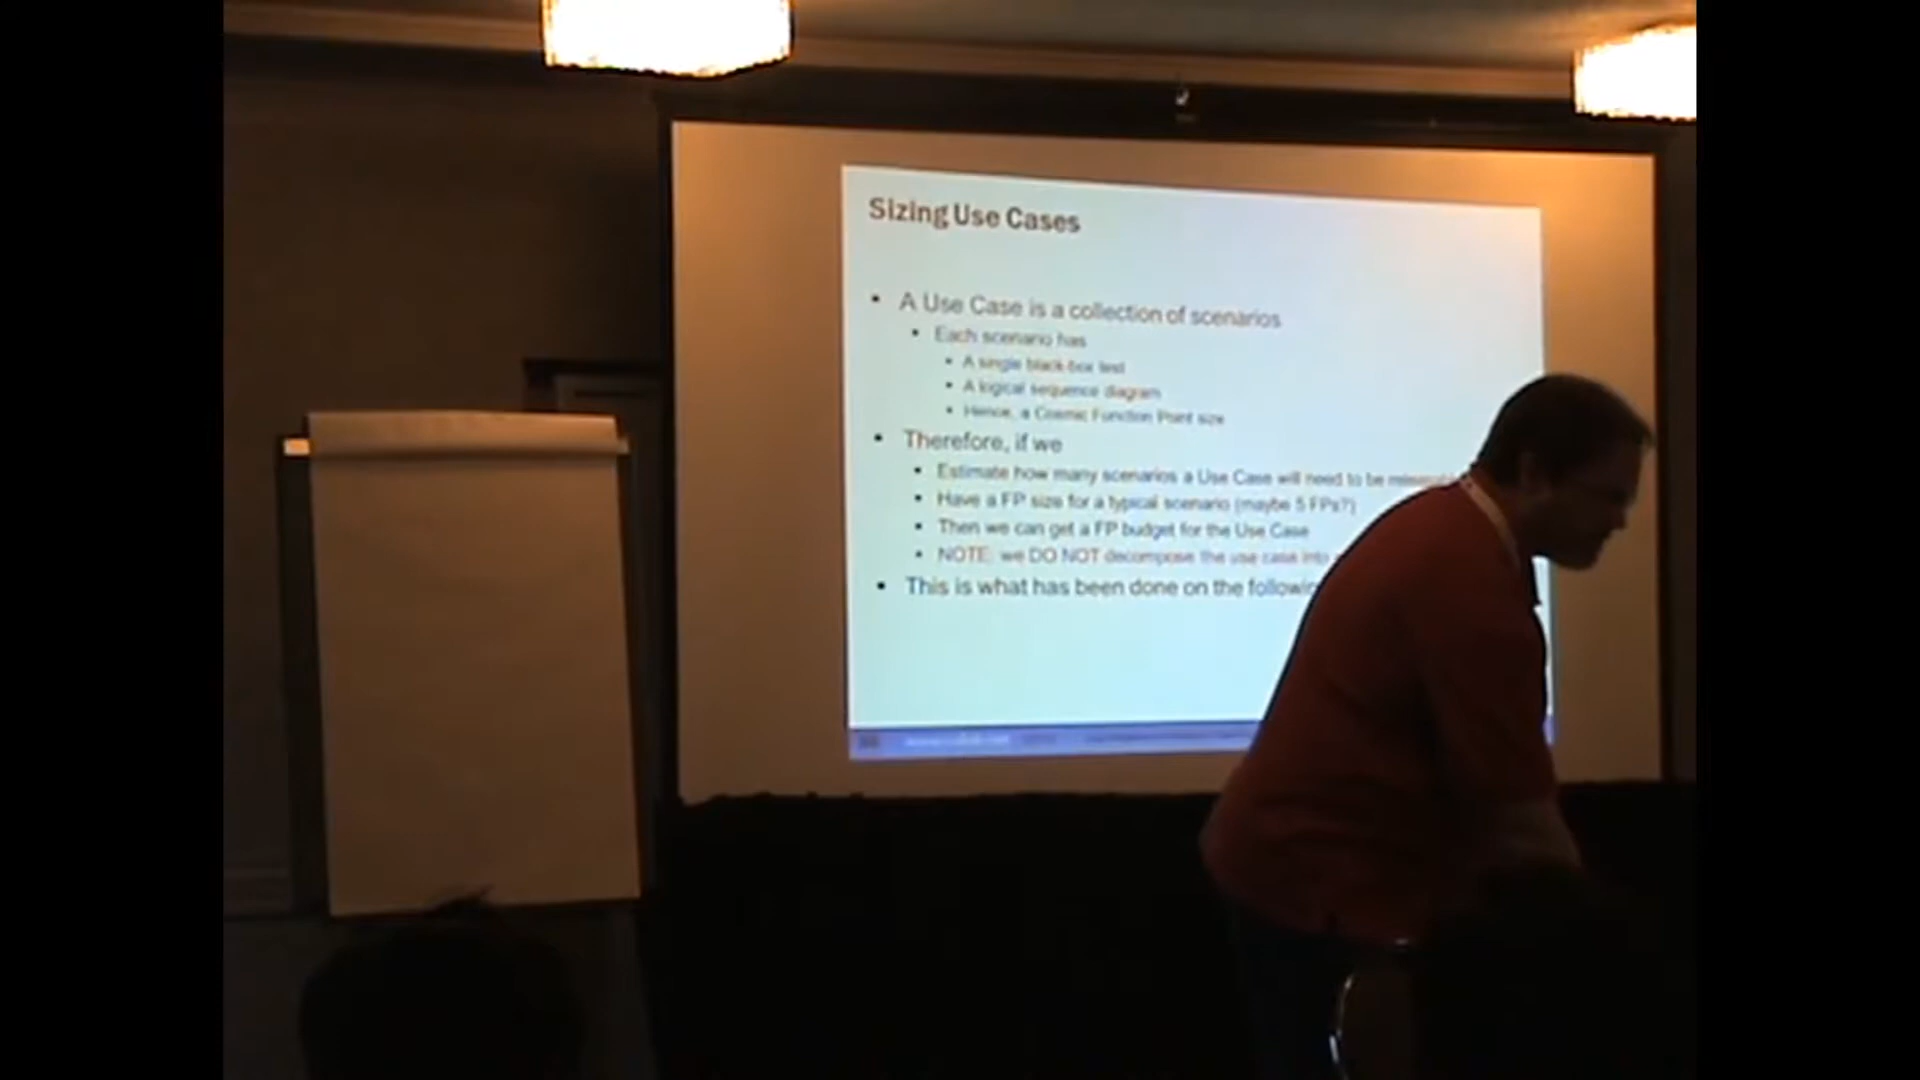 Sizing Use Cases
• A Use Case is a collection of scenarios
• Each scenario has
• A single black-box test
• A logical sequence diagram
• Hence, a Cosmic Function Point size
• Therefore, if we
• Estimate how many scenarios a Use Case will need to be
• Have a FP size for a typical scenario (maybe 5 FPs?)
• Then we can get a FP budget for the Use Case
• NOTE: we DO NOT decompose the use case into
• This is what has been done on the